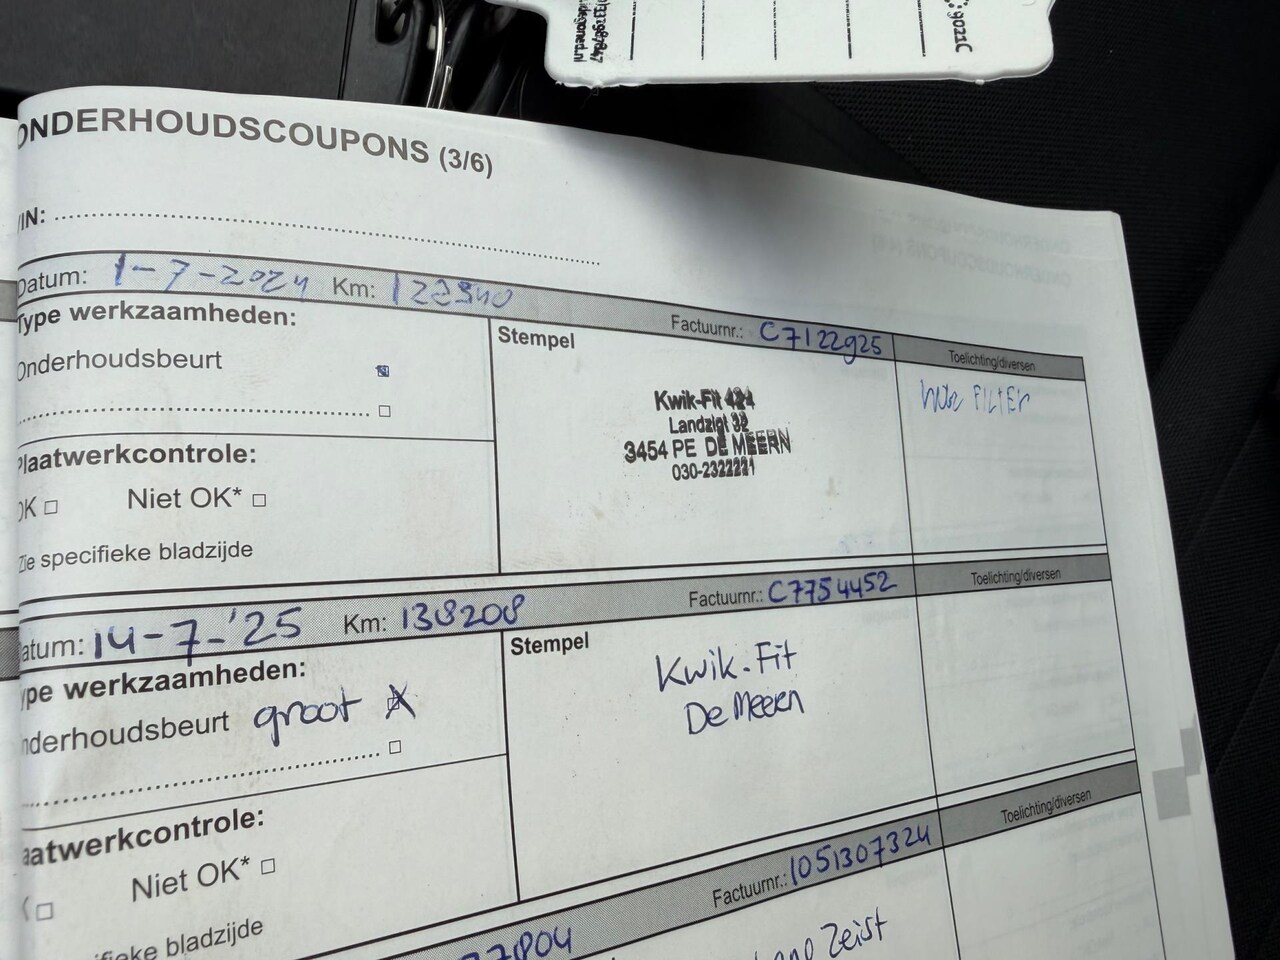 ONDERHOUDSCOUPONS (3/6)
VIN:
Datum: 1-7-2024 Km: 122940 Factuurnr.: C7122925 Toelichting/diversen
Type werkzaamheden:
Onderhoudsbeurt
Stempel
Kwik-Fit 424
Landzigt 32
3454 PE DE MEERN
030-2322221
FILTER
Plaatwerkcontrole:
OK □ Niet OK* □
Zie specifieke bladzijde
Datum: 14-7-'25 Km: 138208 Factuurnr.: C7754452 Toelichting/diversen
Type werkzaamheden:
Onderhoudsbeurt groot X
Stempel
Kwik-Fit
De Meern
Plaatwerkcontrole:
□ Niet OK* □
specifieke bladzijde
Factuurnr.: 1051307324 Toelichting/diversen
Zeist